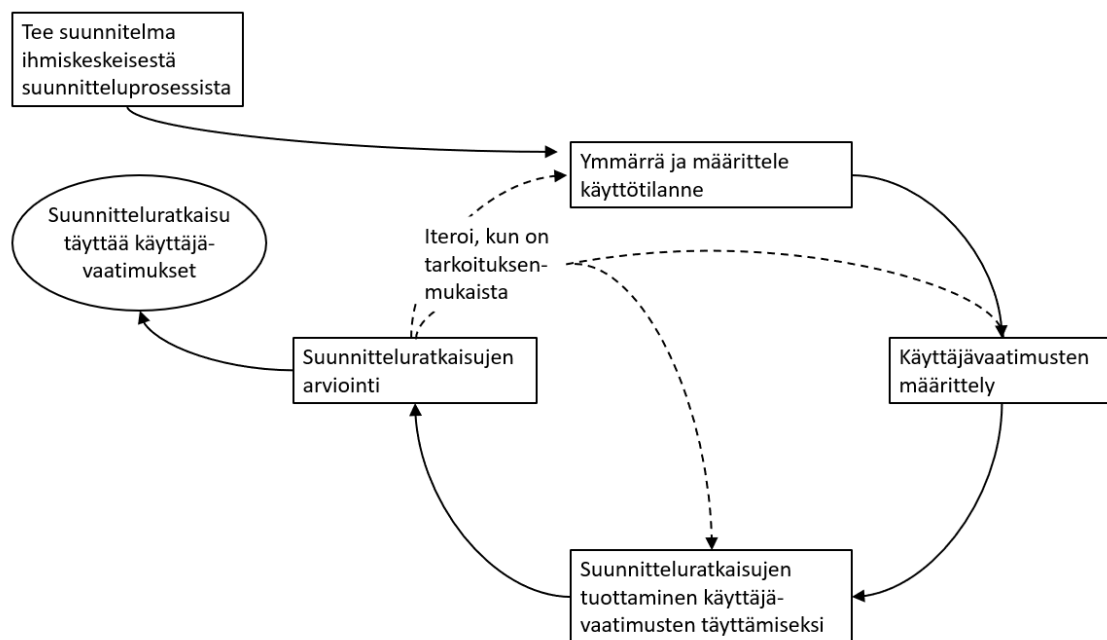 Tee suunnitelma
ihmiskeskeisestä
suunnitteluprosessista
Ymmärrä ja määrittele
käyttötilanne
Suunnitteluratkaisu
täyttää käyttäjä-
vaatimukset
Iteroi, kun on
tarkoituksen-
mukaista
Suunnitteluratkaisujen
arviointi
Käyttäjävaatimusten
määrittely
Suunnitteluratkaisujen
tuottaminen käyttäjä-
vaatimusten täyttämiseksi